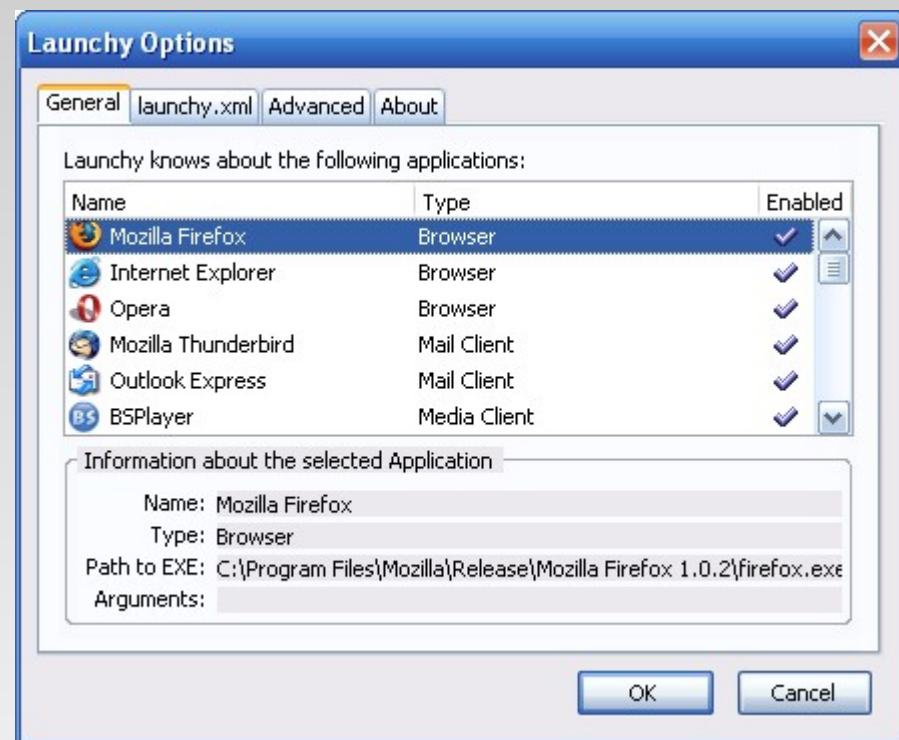 Launchy Options
General launchy.xml Advanced About
Launchy knows about the following applications:
Name Type Enabled
Mozilla Firefox Browser
Internet Explorer Browser
Opera Browser
Mozilla Thunderbird Mail Client
Outlook Express Mail Client
BS BSPlayer Media Client
Information about the selected Application
Name: Mozilla Firefox
Type: Browser
Path to EXE: C:\Program Files\Mozilla\Release\Mozilla Firefox 1.0.2\firefox.exe
Arguments:
OK Cancel